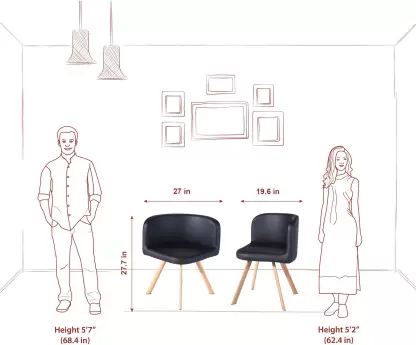 27 in
19.6 in
27.7 in
Height 5'7"
(68.4 in)
Height 5'2"
(62.4 in)